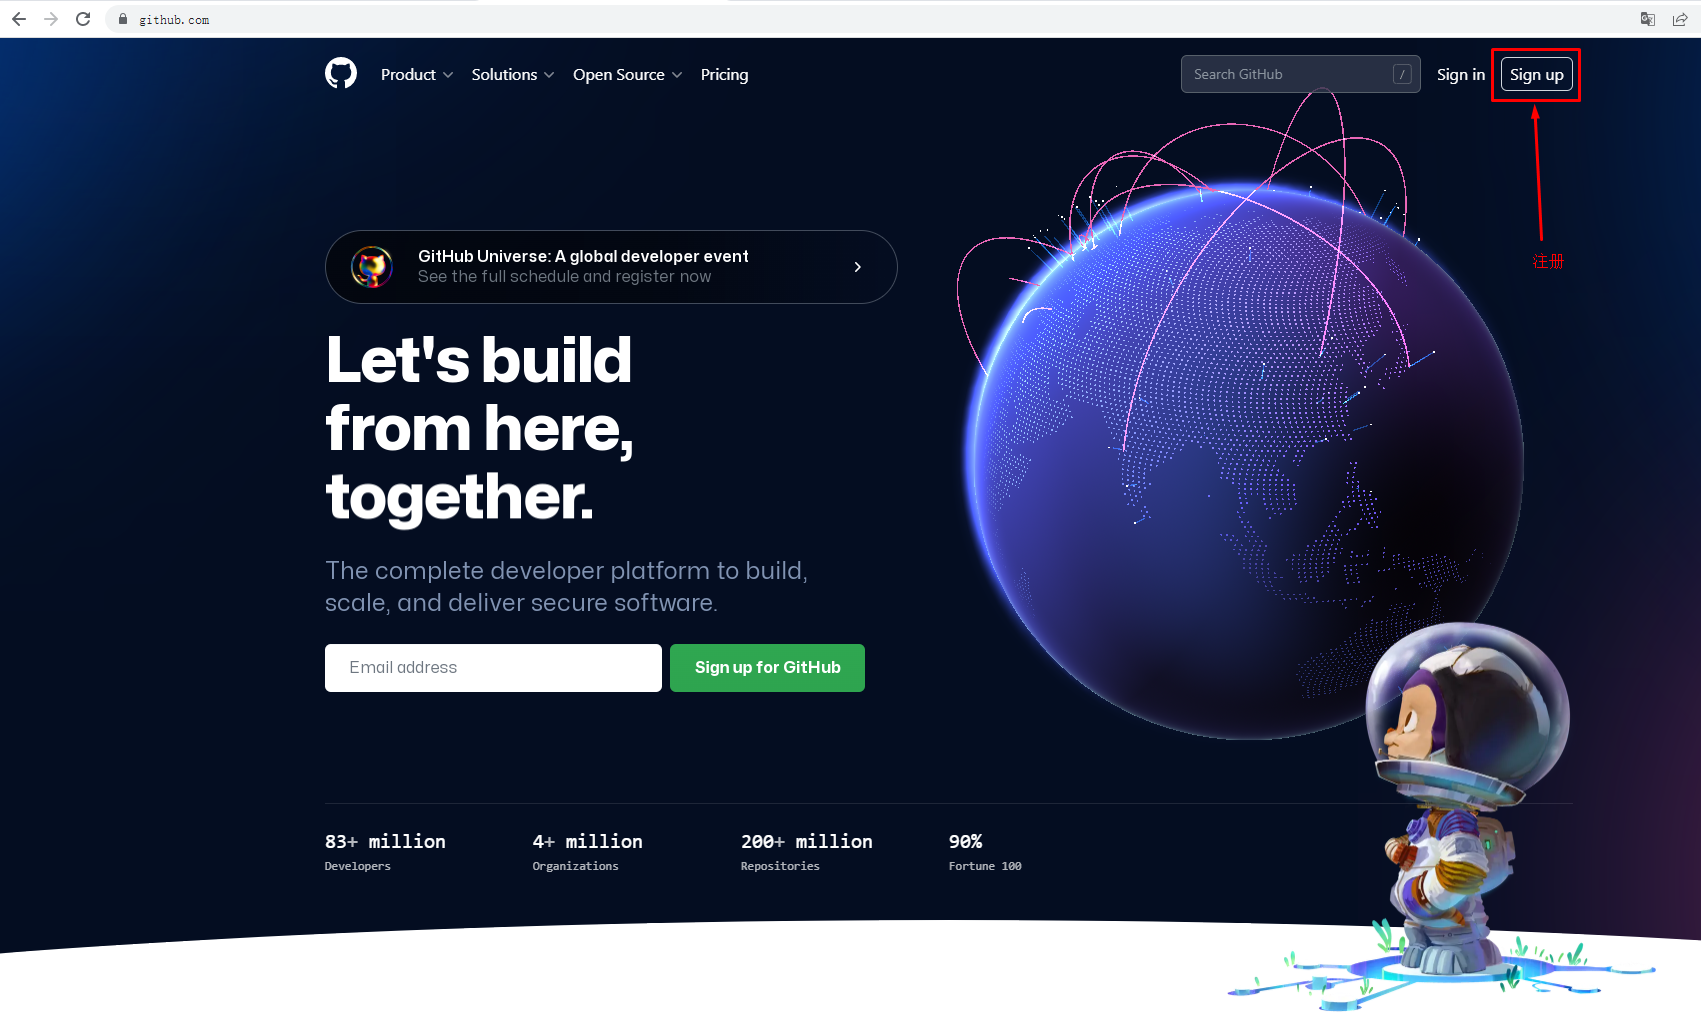 github.com
Product
Solutions
Open Source
Pricing
Search GitHub
/
Sign in
Sign up
注册
GitHub Universe: A global developer event
See the full schedule and register now
Let's build
from here,
together.
The complete developer platform to build,
scale, and deliver secure software.
Email address
Sign up for GitHub
83+ million
Developers
4+ million
Organizations
200+ million
Repositories
90%
Fortune 100